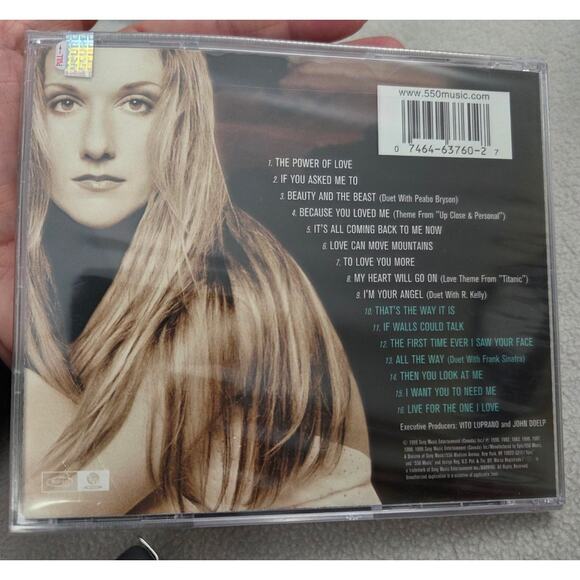 PULL
www.550music.com
0 7464-63760-2 7
1. THE POWER OF LOVE
2. IF YOU ASKED ME TO
3. BEAUTY AND THE BEAST (Duet With Peabo Bryson)
4. BECAUSE YOU LOVED ME (Theme From "Up Close & Personal")
5. IT'S ALL COMING BACK TO ME NOW
6. LOVE CAN MOVE MOUNTAINS
7. TO LOVE YOU MORE
8. MY HEART WILL GO ON (Love Theme From "Titanic")
9. I'M YOUR ANGEL (Duet With R. Kelly)
10. THAT'S THE WAY IT IS
11. IF WALLS COULD TALK
12. THE FIRST TIME EVER I SAW YOUR FACE
13. ALL THE WAY (Duet With Frank Sinatra)
14. THEN YOU LOOK AT ME
15. I WANT YOU TO NEED ME
16. LIVE FOR THE ONE I LOVE
Executive Producers: VITO LUPRANO and JOHN DOELP